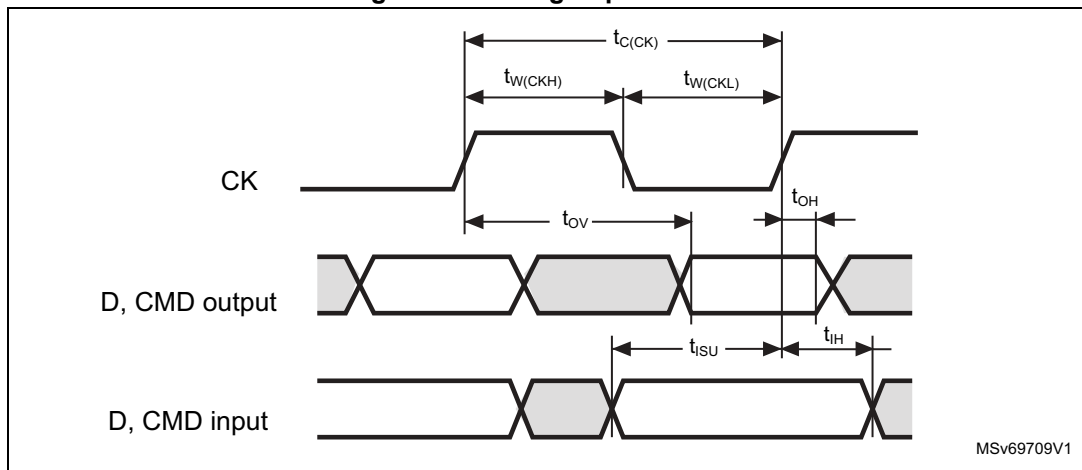 t_C(CK)
t_W(CKH) t_W(CKL)
CK
t_OH
t_OV
D, CMD output
t_ISU t_IH
D, CMD input
MSv69709V1